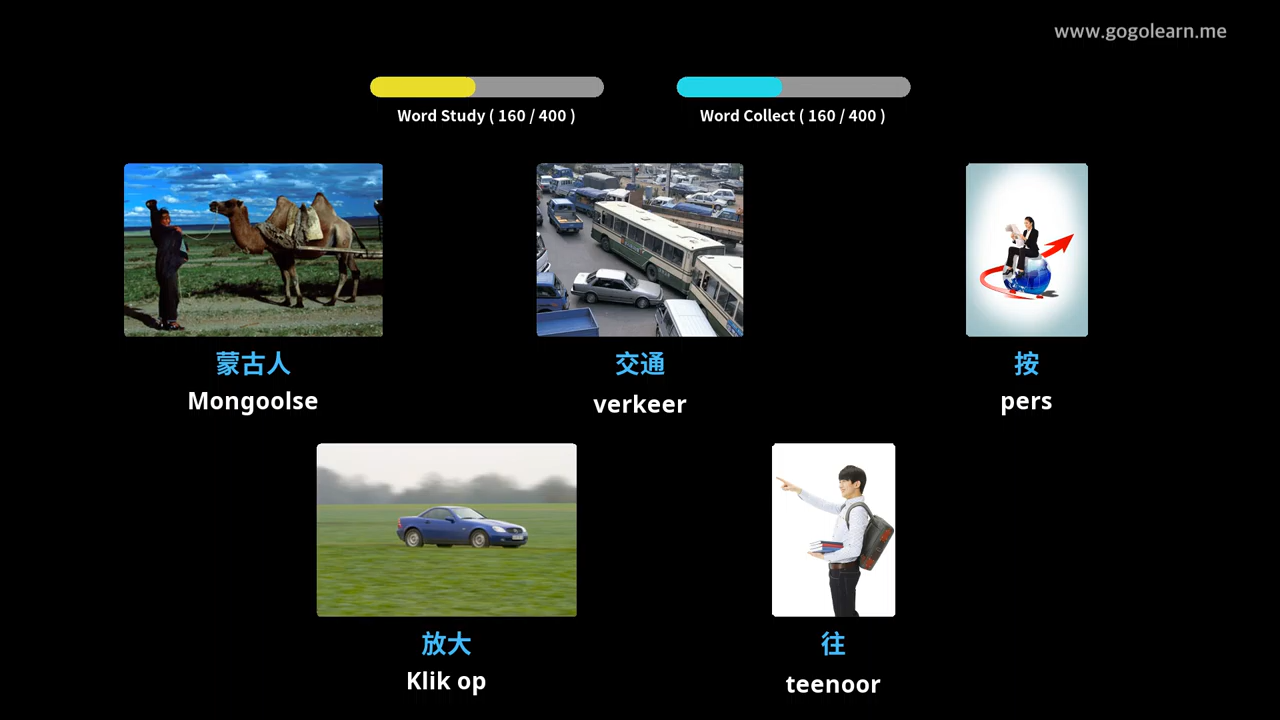 www.gogolearn.me
Word Study ( 160 / 400 )
Word Collect ( 160 / 400 )
蒙古人
Mongoolse
交通
verkeer
按
pers
放大
Klik op
往
teenoor